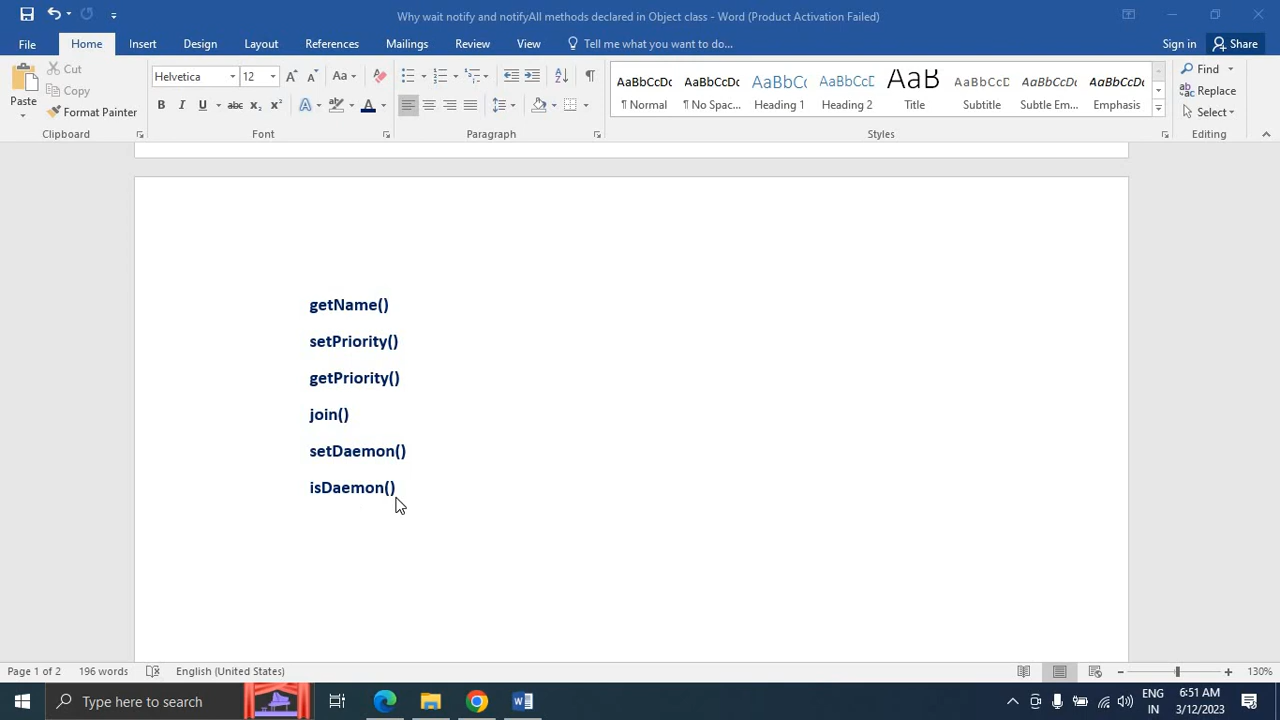 Why wait notify and notifyAll methods declared in Object class - Word (Product Activation Failed)
File Home Insert Design Layout References Mailings Review View Tell me what you want to do... Sign in Share
Paste Cut Copy Format Painter
Clipboard
Helvetica 12 Aa
B I U abc x₂ x² A A
Font
Paragraph
AaBbCcDc AaBbCcDc AaBbCc AaBbCcD AaB AaBbCcD AaBbCcDc AaBbCcDc
¶ Normal ¶ No Spac... Heading 1 Heading 2 Title Subtitle Subtle Em... Emphasis
Styles
Find
Replace
Select
Editing
getName()
setPriority()
getPriority()
join()
setDaemon()
isDaemon()
Page 1 of 2 196 words English (United States) 130%
Type here to search
ENG
IN
6:51 AM
3/12/2023